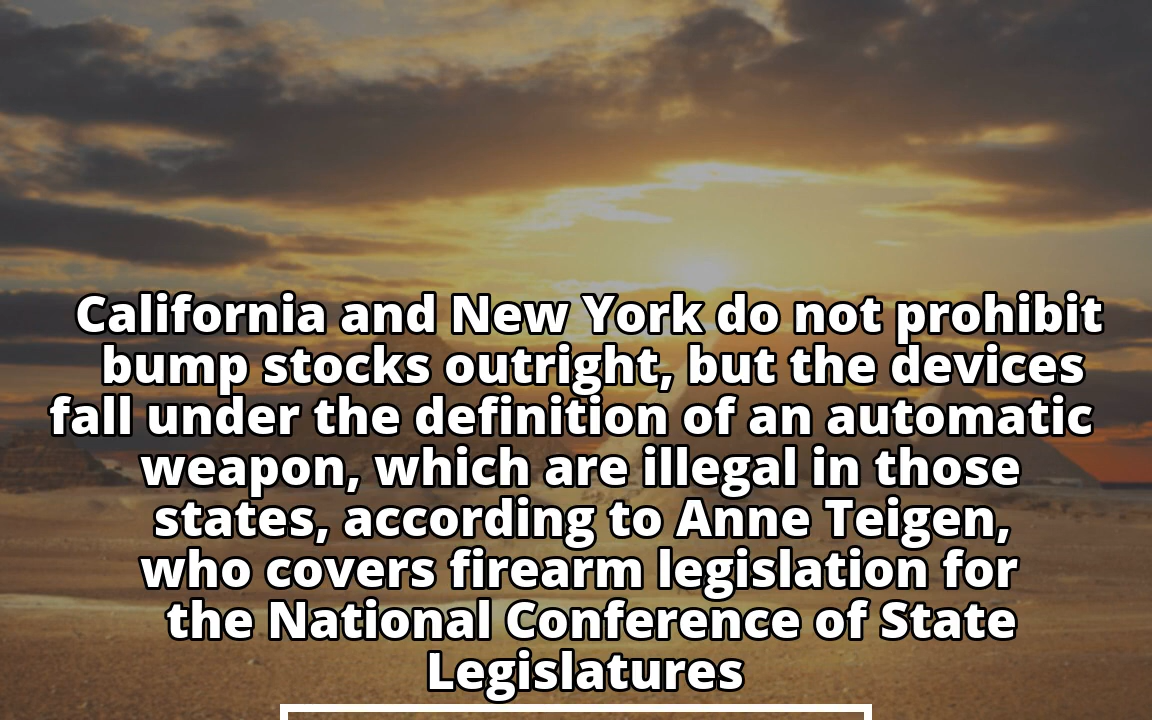 California and New York do not prohibit
bump stocks outright, but the devices
fall under the definition of an automatic
weapon, which are illegal in those
states, according to Anne Teigen,
who covers firearm legislation for
the National Conference of State
Legislatures